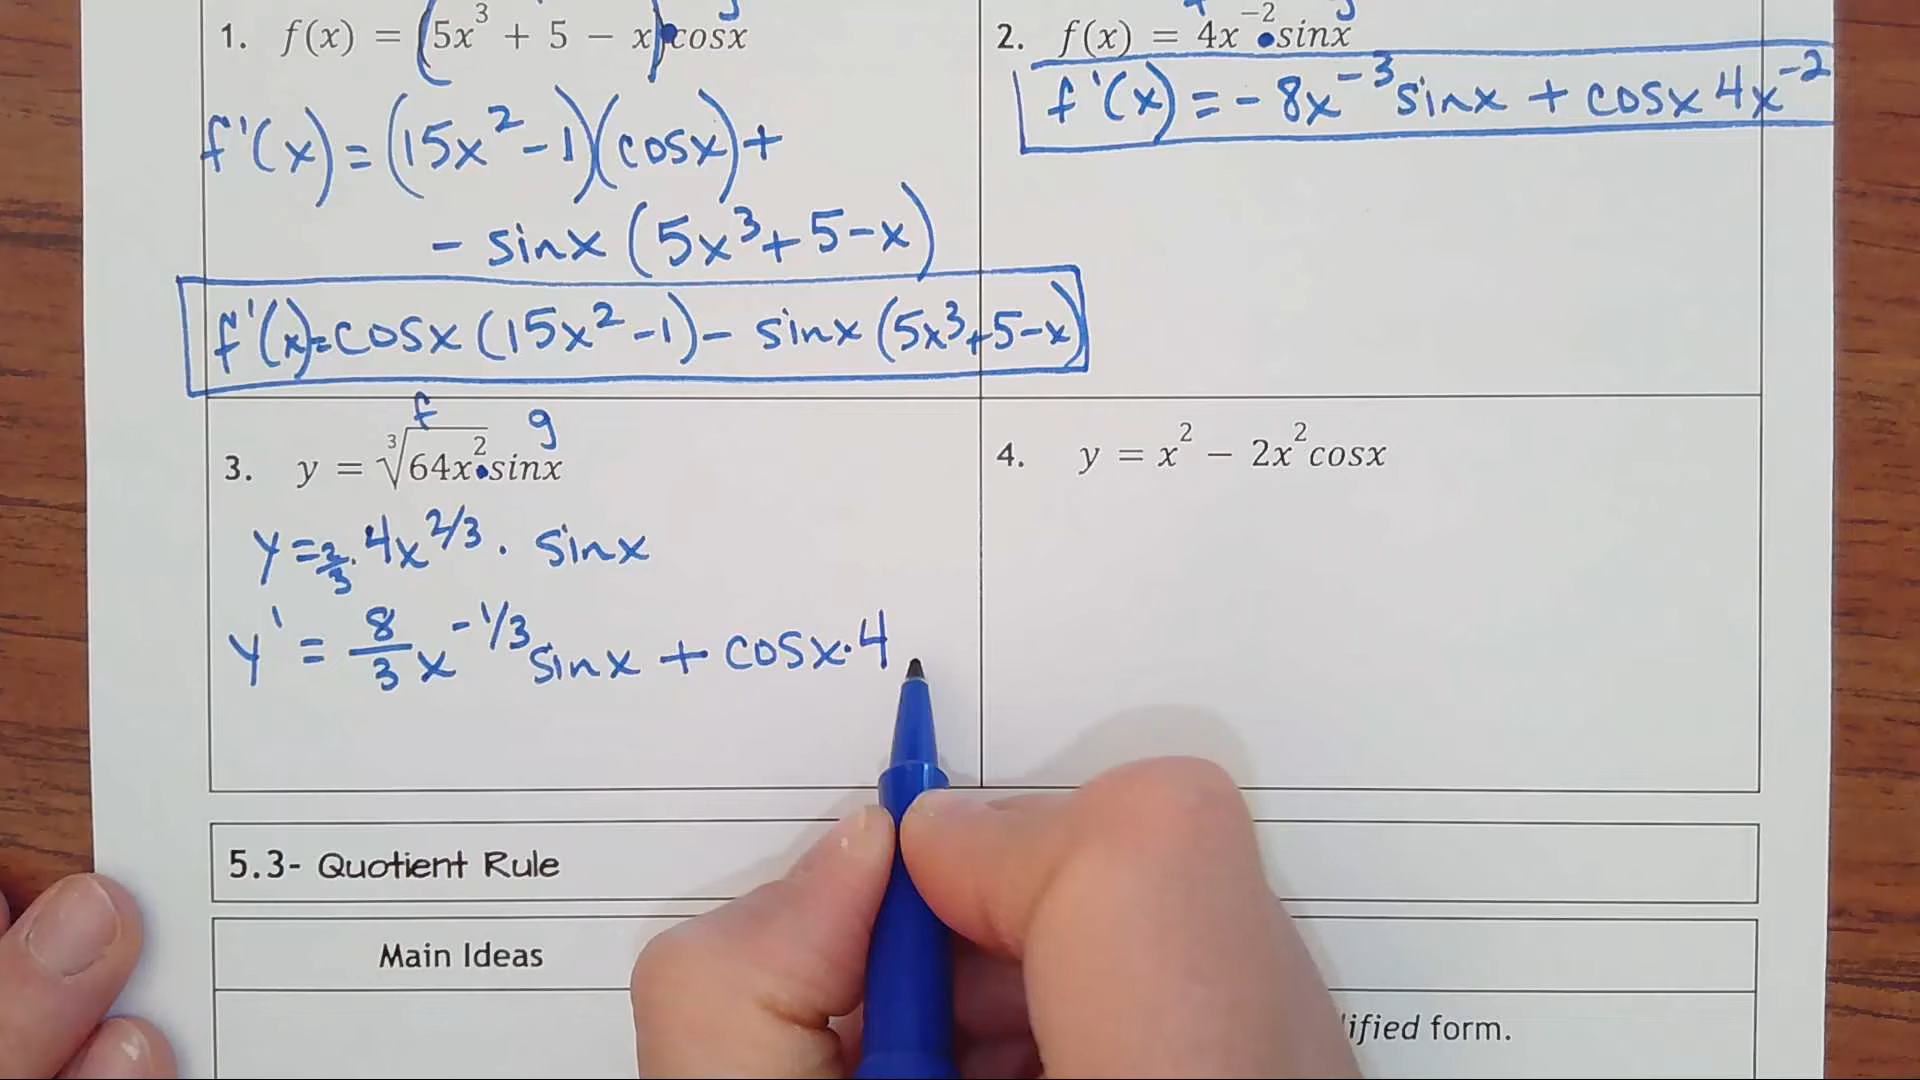 1. f(x) = (5x³ + 5 − x)•cosx
f'(x) = (15x² - 1)(cosx) +
- sinx (5x³ + 5 - x)
f'(x) = cosx (15x² - 1) - sinx (5x³ + 5 - x)
2. f(x) = 4x⁻² • sinx
f'(x) = - 8x⁻³ sinx + cosx 4x⁻²
f g
3. y = ∛64x² • sinx
y = 2/3 · 4x^2/3 · sinx
y' = 8/3 x^-1/3 sinx + cosx · 4
4. y = x² − 2x² cosx
5.3- Quotient Rule
Main Ideas
form.